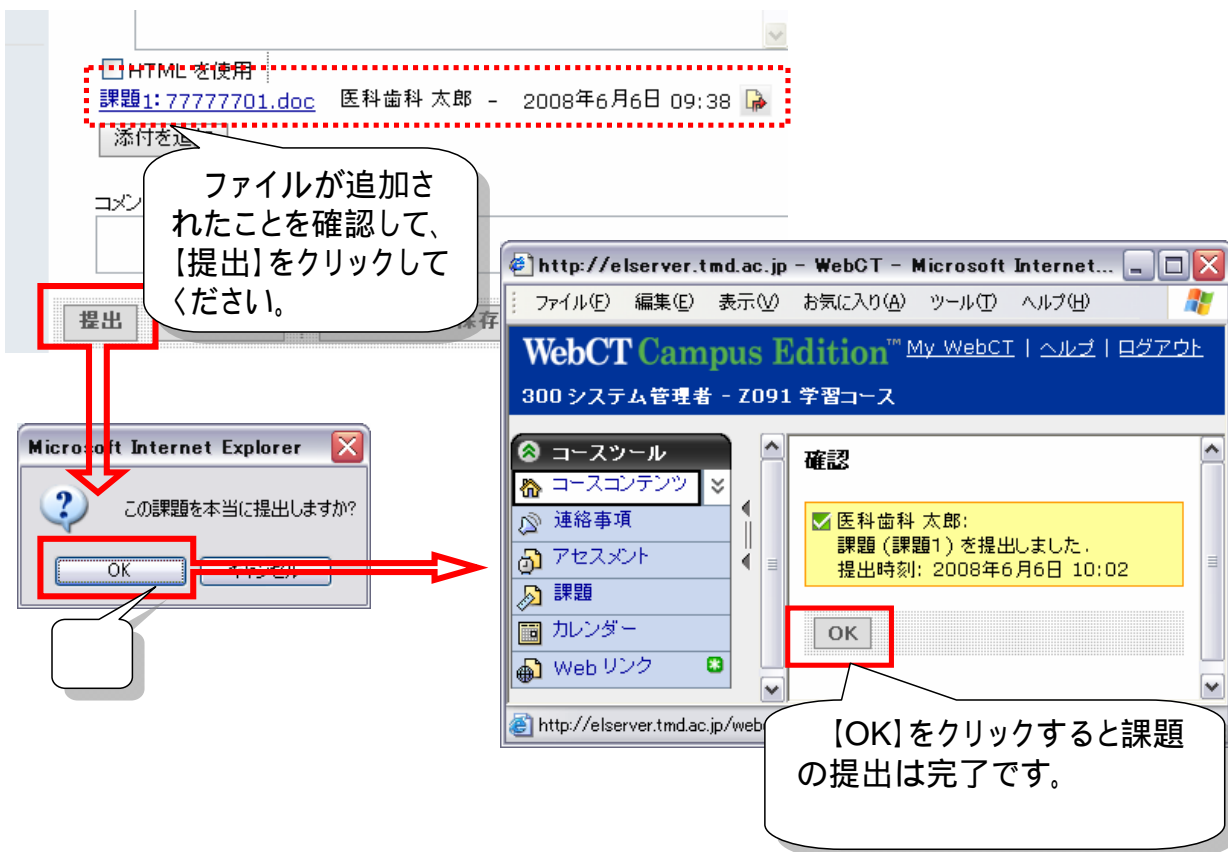 HTML を使用
課題1: 77777701.doc 医科歯科 太郎 - 2008年6月6日 09:38
添付を追
コメン
ファイルが追加さ
れたことを確認して、
【提出】をクリックして
ください。
提出
保存
Microsoft Internet Explorer
この課題を本当に提出しますか?
OK
キャンセル
http://elserver.tmd.ac.jp - WebCT - Microsoft Internet...
ファイル(F) 編集(E) 表示(V) お気に入り(A) ツール(T) ヘルプ(H)
WebCT Campus Edition™ My WebCT | ヘルプ | ログアウト
300 システム管理者 - Z091 学習コース
コースツール
コースコンテンツ
連絡事項
アセスメント
課題
カレンダー
Web リンク
確認
医科歯科 太郎:
課題 (課題1) を提出しました.
提出時刻: 2008年6月6日 10:02
OK
http://elserver.tmd.ac.jp/web
【OK】をクリックすると課題
の提出は完了です。